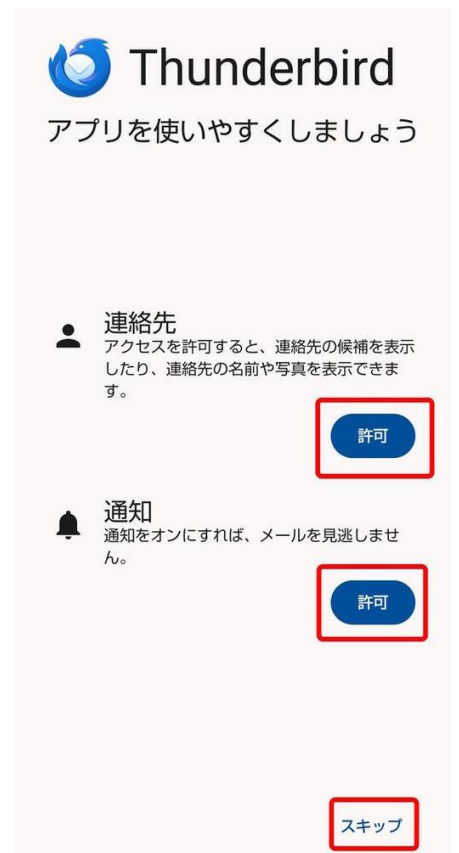 Thunderbird
アプリを使いやすくしましょう
連絡先
アクセスを許可すると、連絡先の候補を表示
したり、連絡先の名前や写真を表示できま
す。
許可
通知
通知をオンにすれば、メールを見逃しませ
ん。
許可
スキップ